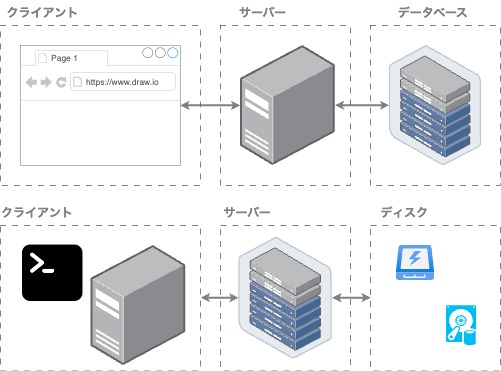 クライアント
サーバー
データベース
Page 1
https://www.draw.io
クライアント
サーバー
ディスク